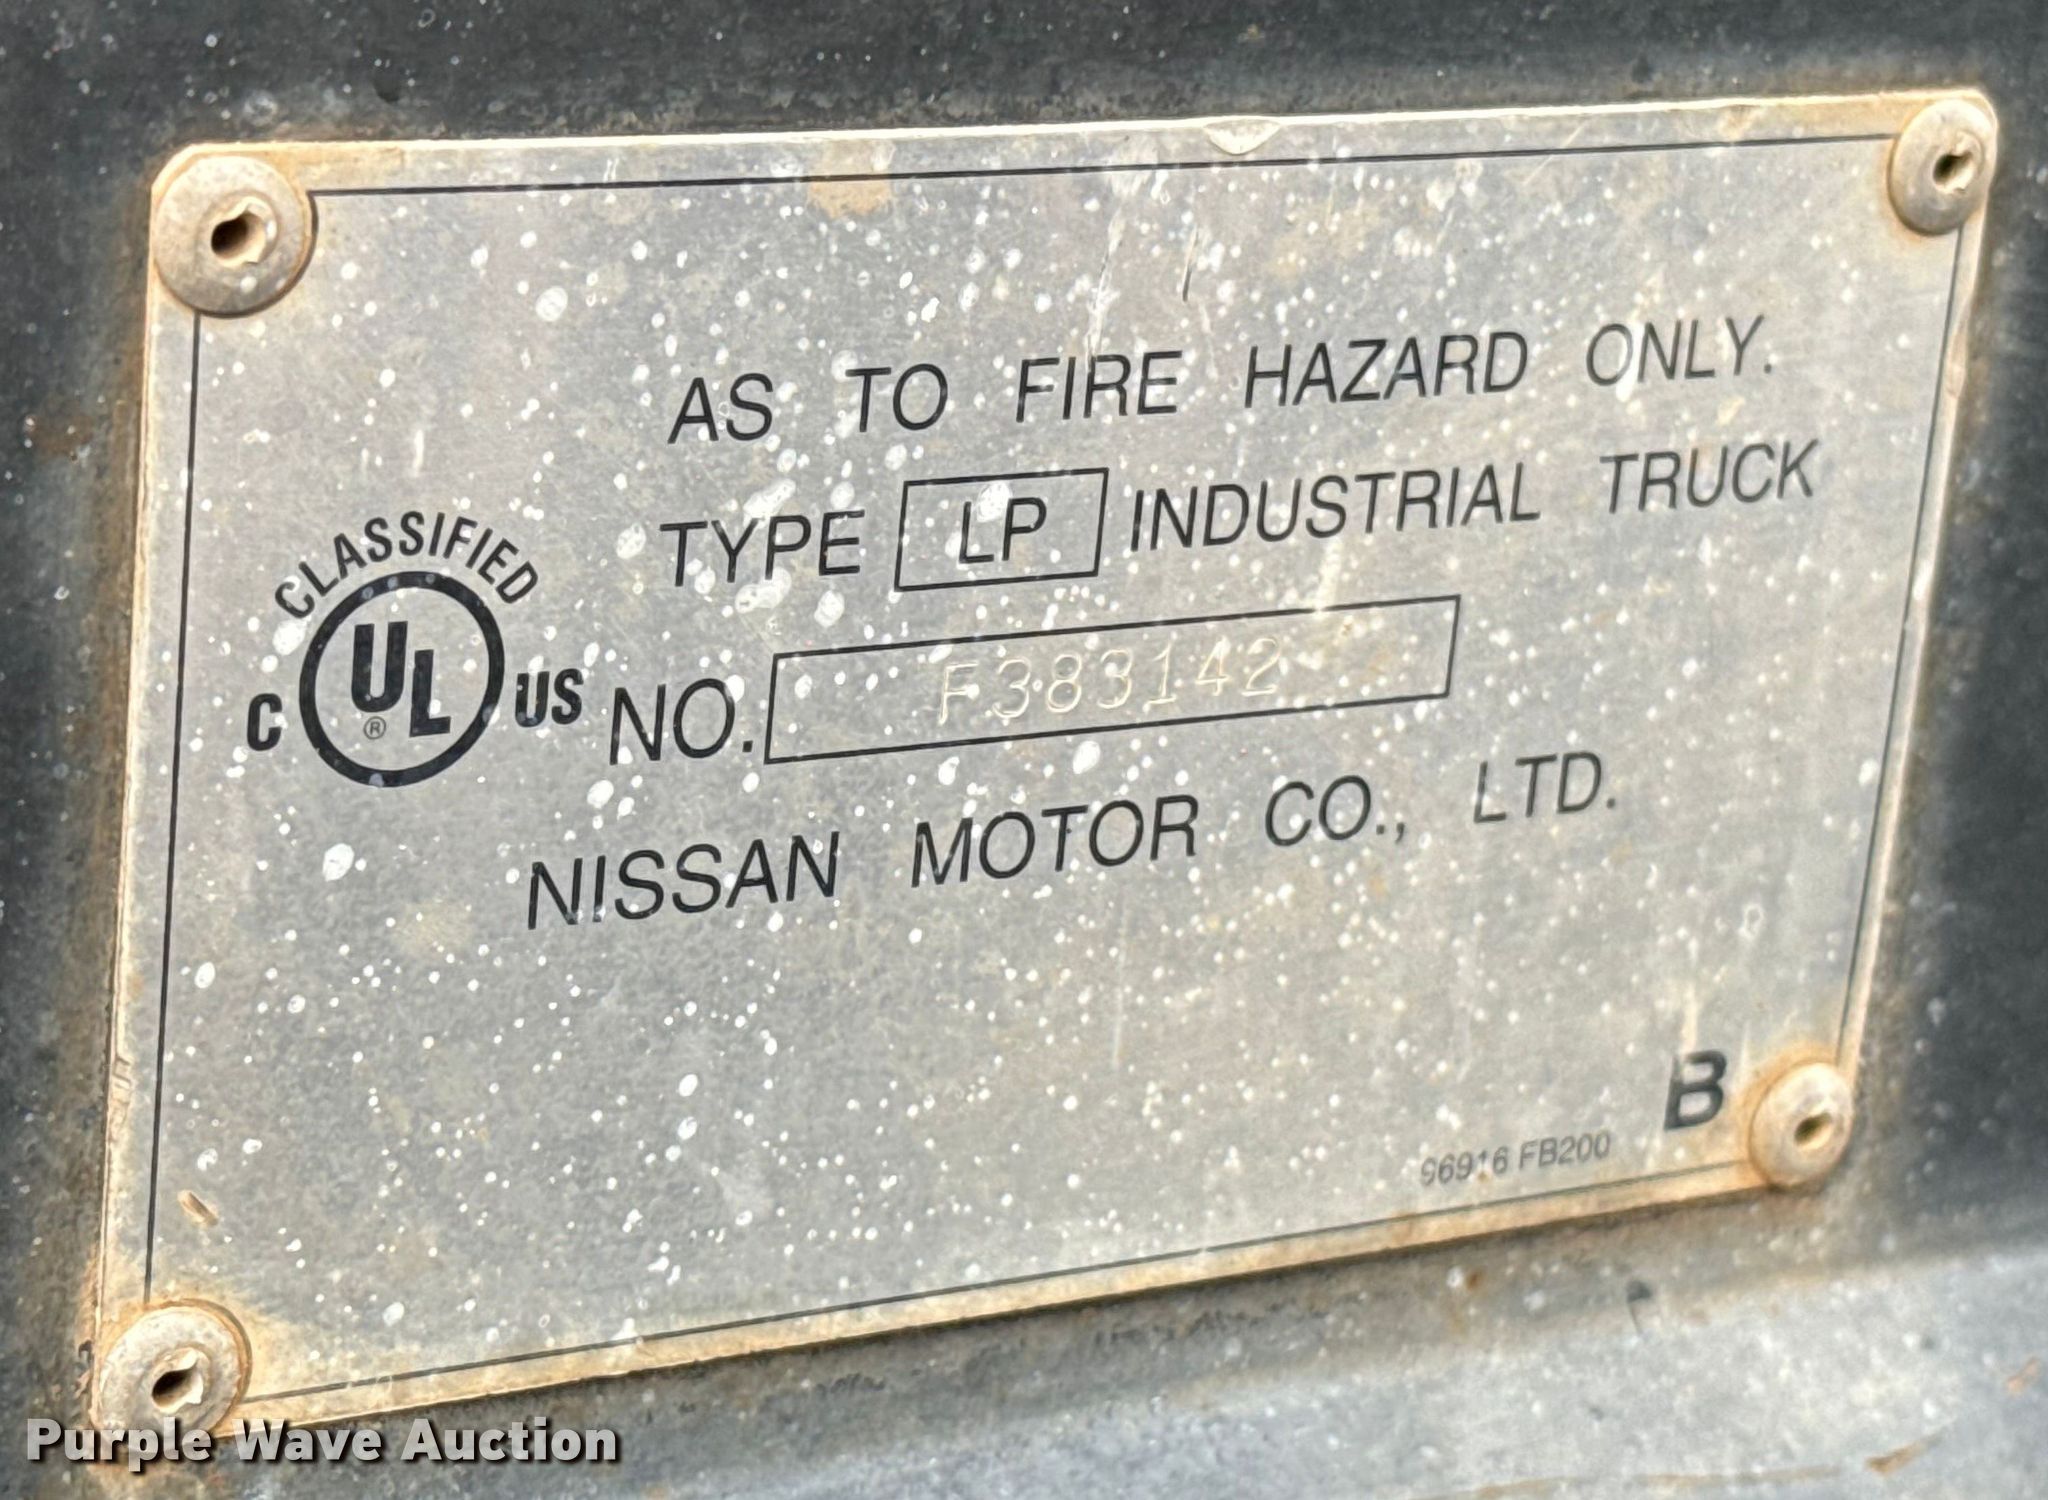 AS TO FIRE HAZARD ONLY.
TYPE LP INDUSTRIAL TRUCK
CLASSIFIED
C UL ® US
NO. F383142
NISSAN MOTOR CO., LTD.
B
96916 FB200
Purple Wave Auction